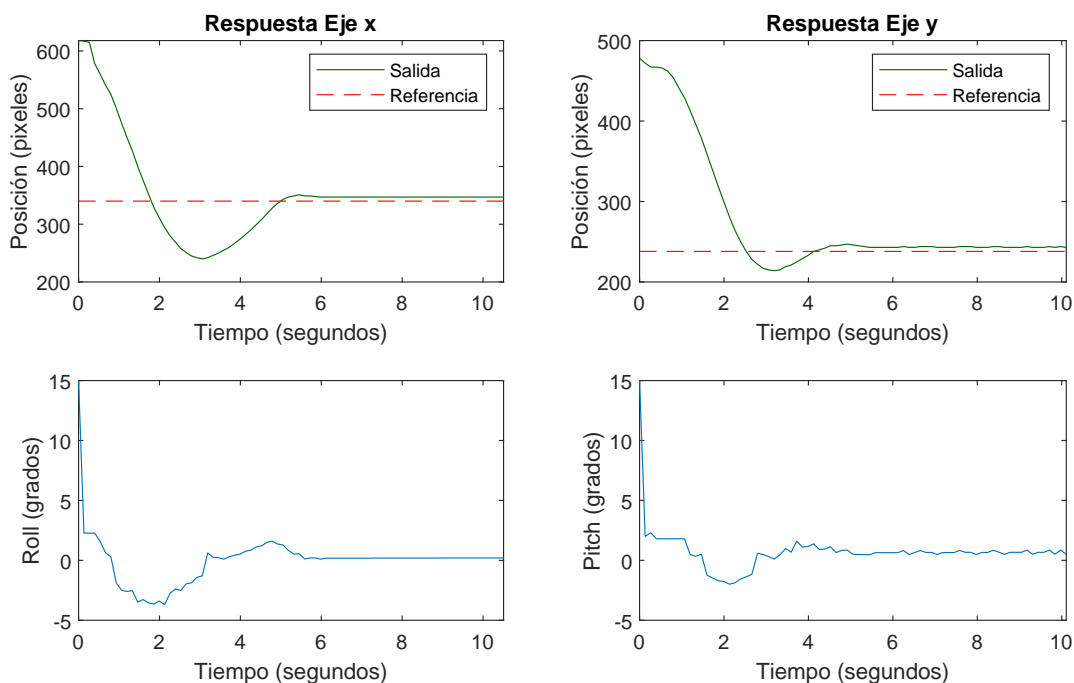 Respuesta Eje x
Posición (pixeles)
600
500
400
300
200
Salida
Referencia
0 2 4 6 8 10
Tiempo (segundos)
Respuesta Eje y
Posición (pixeles)
500
400
300
200
Salida
Referencia
0 2 4 6 8 10
Tiempo (segundos)
Roll (grados)
15
10
5
0
-5
0 2 4 6 8 10
Tiempo (segundos)
Pitch (grados)
15
10
5
0
-5
0 2 4 6 8 10
Tiempo (segundos)